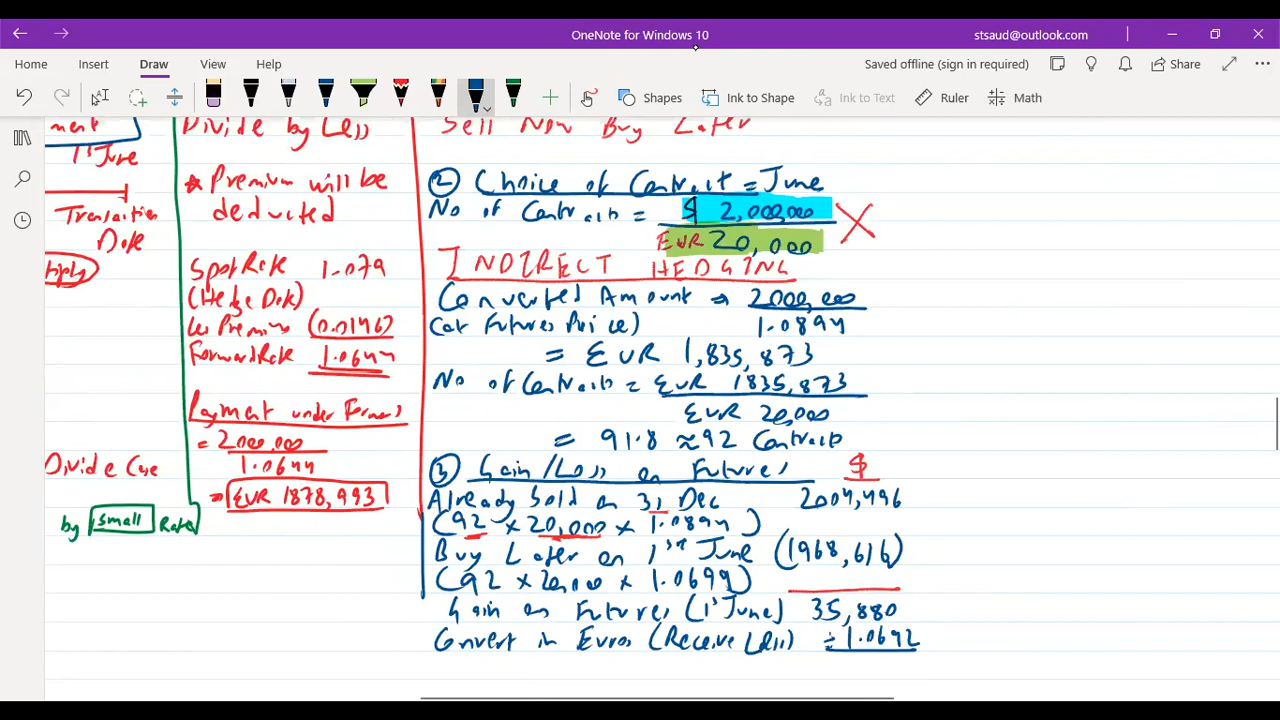 OneNote for Windows 10
stsaud@outlook.com
Home Insert Draw View Help
Saved offline (sign in required) Share
Shapes Ink to Shape Ink to Text Ruler Math
ment
1st June
Transaction
Date
Divide
by small Rate
Divide by Less
* Premium will be
deducted
Spot Rate 1.079
(Hedge Date)
Less Premium (0.0146)
Forward Rate 1.0644
Payment under Forward
= 2000,000
1.0644
⇒ EUR 1878,993
Sell Now Buy Later
② Choice of Contract = June
No of Contracts = $ 2,000,000
EUR 20,000
INDIRECT HEDGING
Converted Amount ⇒ 2000,000
(at Futures Price) 1.0894
= EUR 1,835,873
No of Contracts = EUR 1835,873
EUR 20,000
= 91.8 ≈ 92 Contracts
③ Gain/Loss on Futures $
Already Sold on 31 Dec 2004,496
(92 × 20,000 × 1.0894)
Buy Later on 1st June (1968,616)
(92 × 20,000 × 1.0699)
Gain on Futures (1st June) 35,880
Convert in Euros (Receive Less) ÷ 1.0692